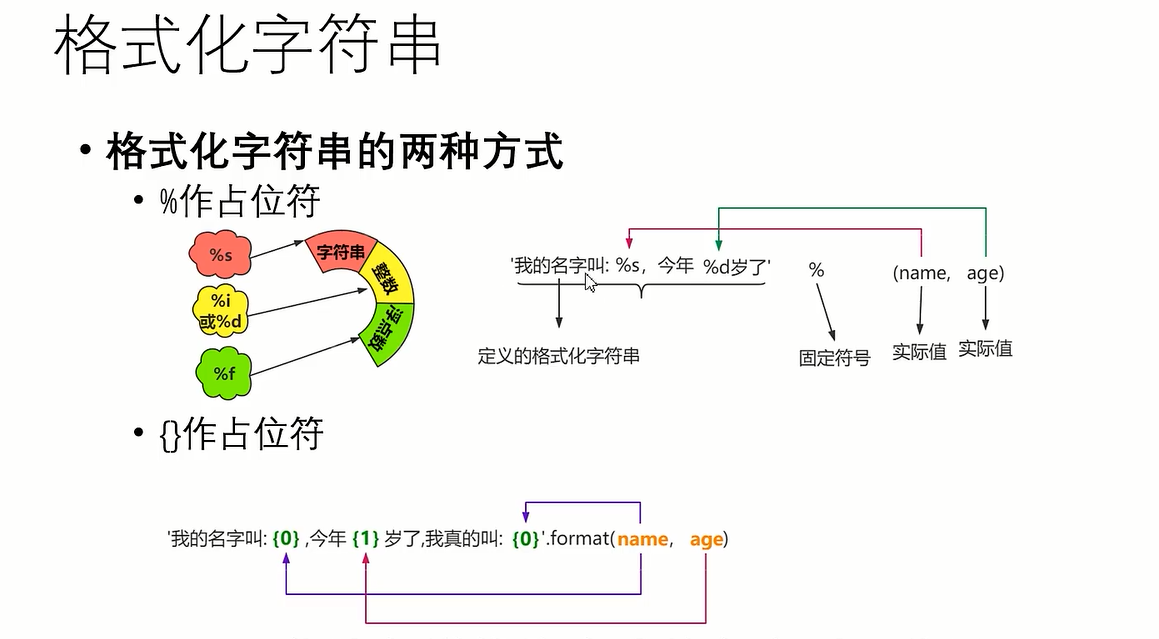 格式化字符串
• 格式化字符串的两种方式
• %作占位符
%s
字符串
%i
或%d
整数
%f
浮点数
'我的名字叫: %s，今年 %d岁了' % (name, age)
定义的格式化字符串
固定符号
实际值
实际值
• {}作占位符
'我的名字叫: {0} ,今年 {1} 岁了,我真的叫: {0}'.format(name, age)